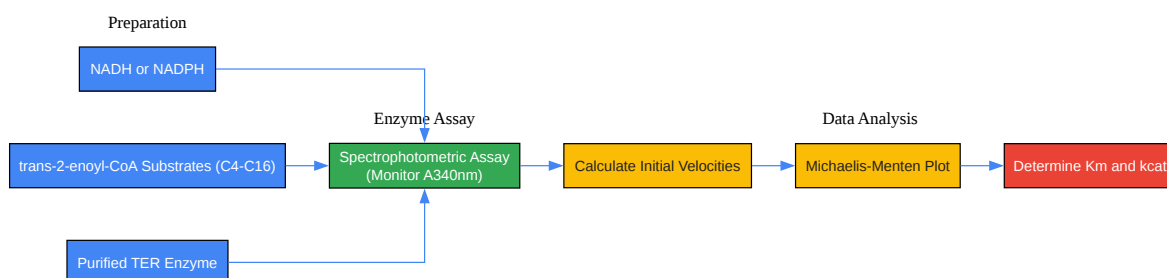 Preparation
NADH or NADPH
Enzyme Assay
Data Analysis
trans-2-enoyl-CoA Substrates (C4-C16)
Spectrophotometric Assay
(Monitor A340nm)
Calculate Initial Velocities
Michaelis-Menten Plot
Determine Km and kcat
Purified TER Enzyme